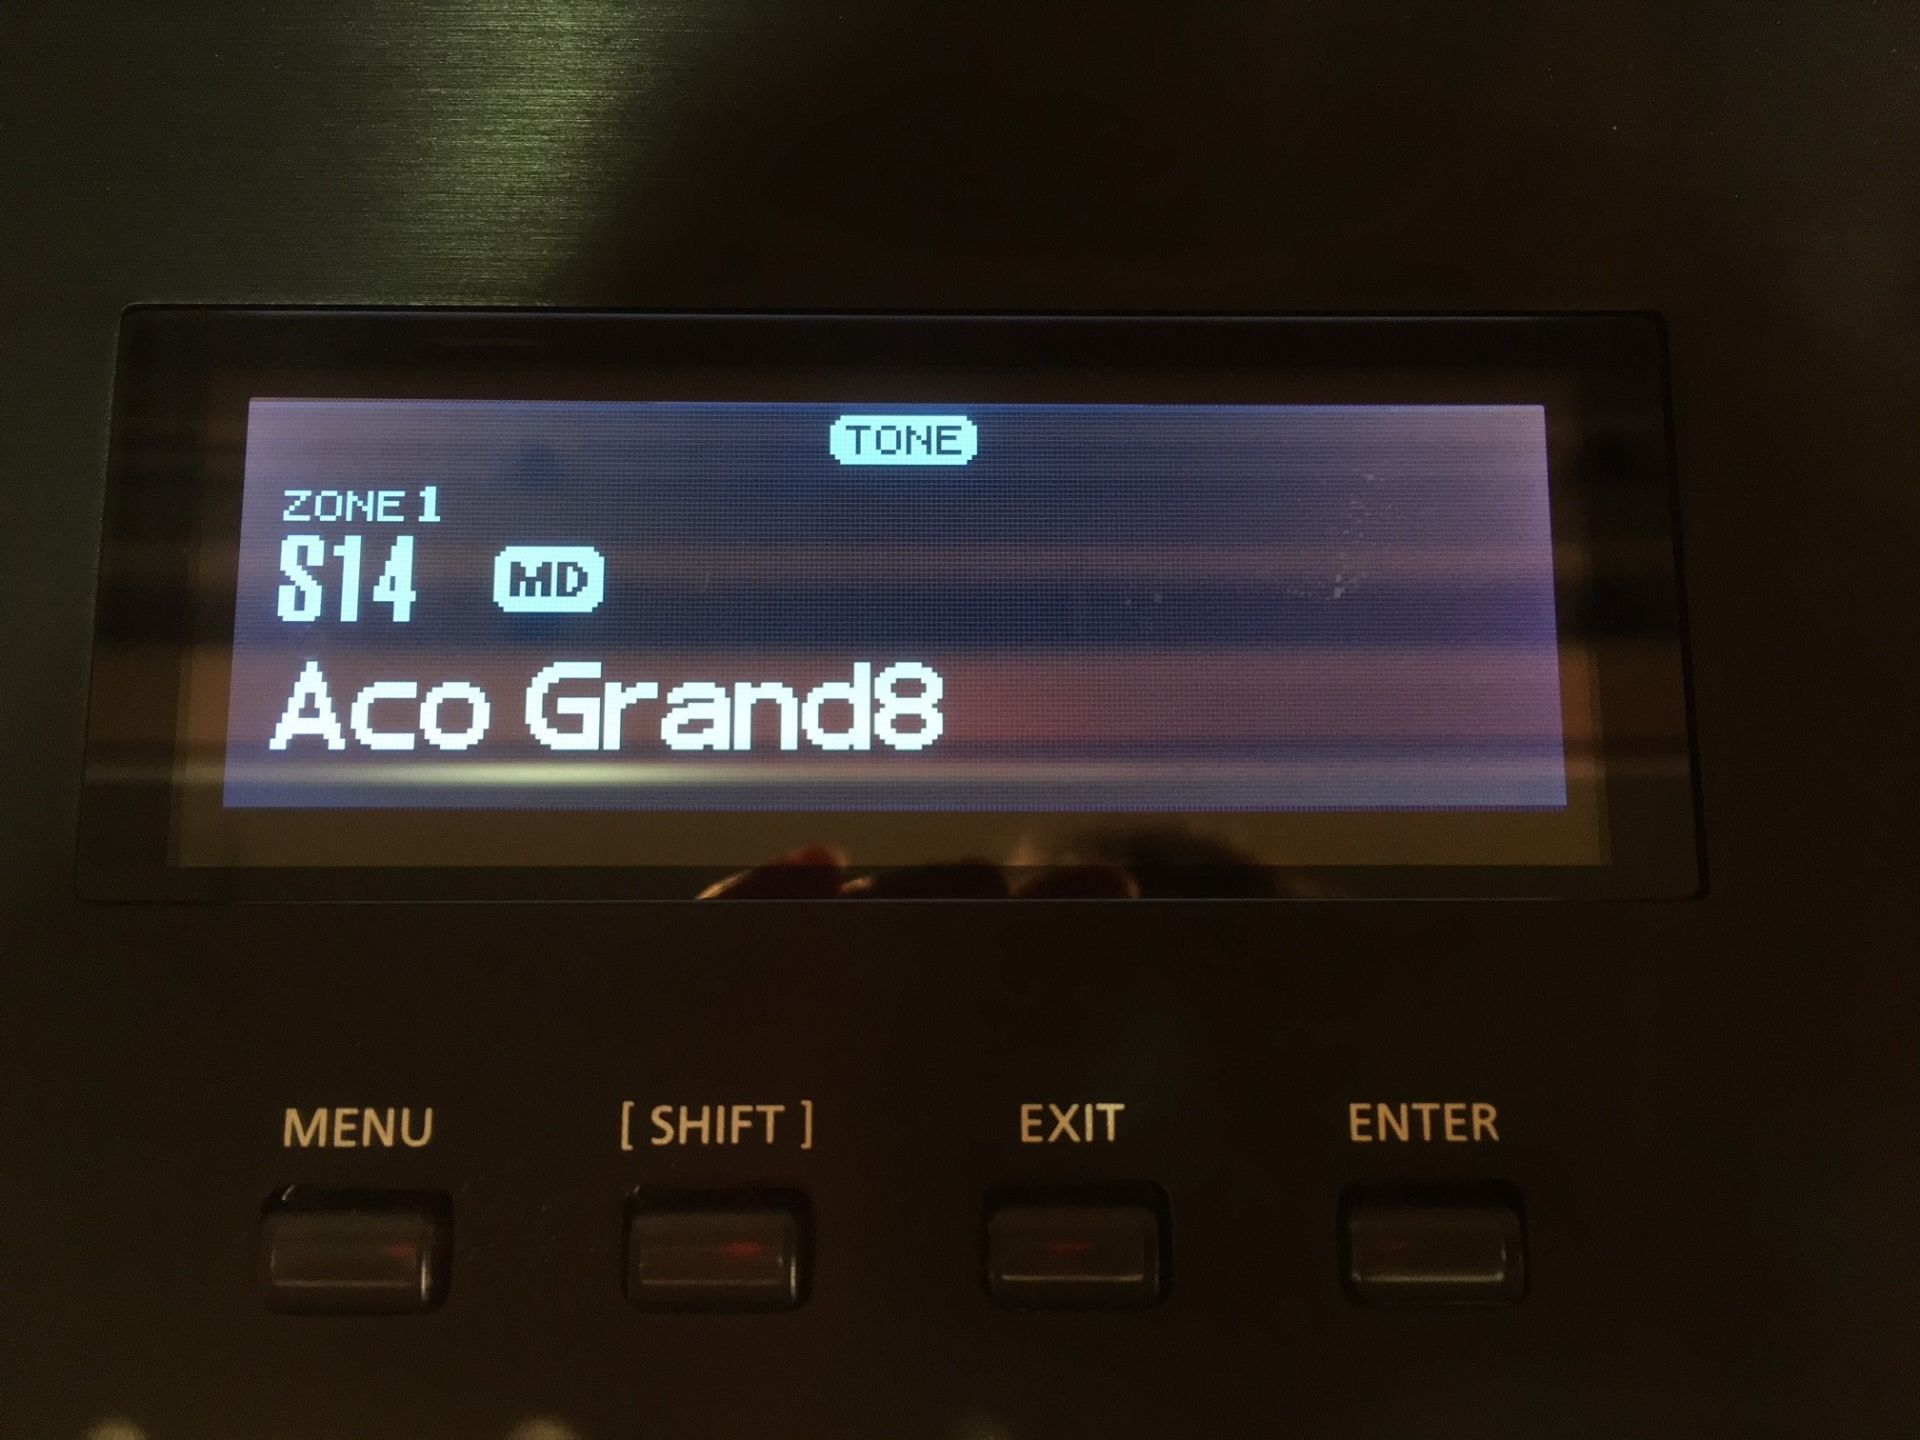 TONE
ZONE 1
S14 MD
Aco Grand8
MENU [ SHIFT ] EXIT ENTER